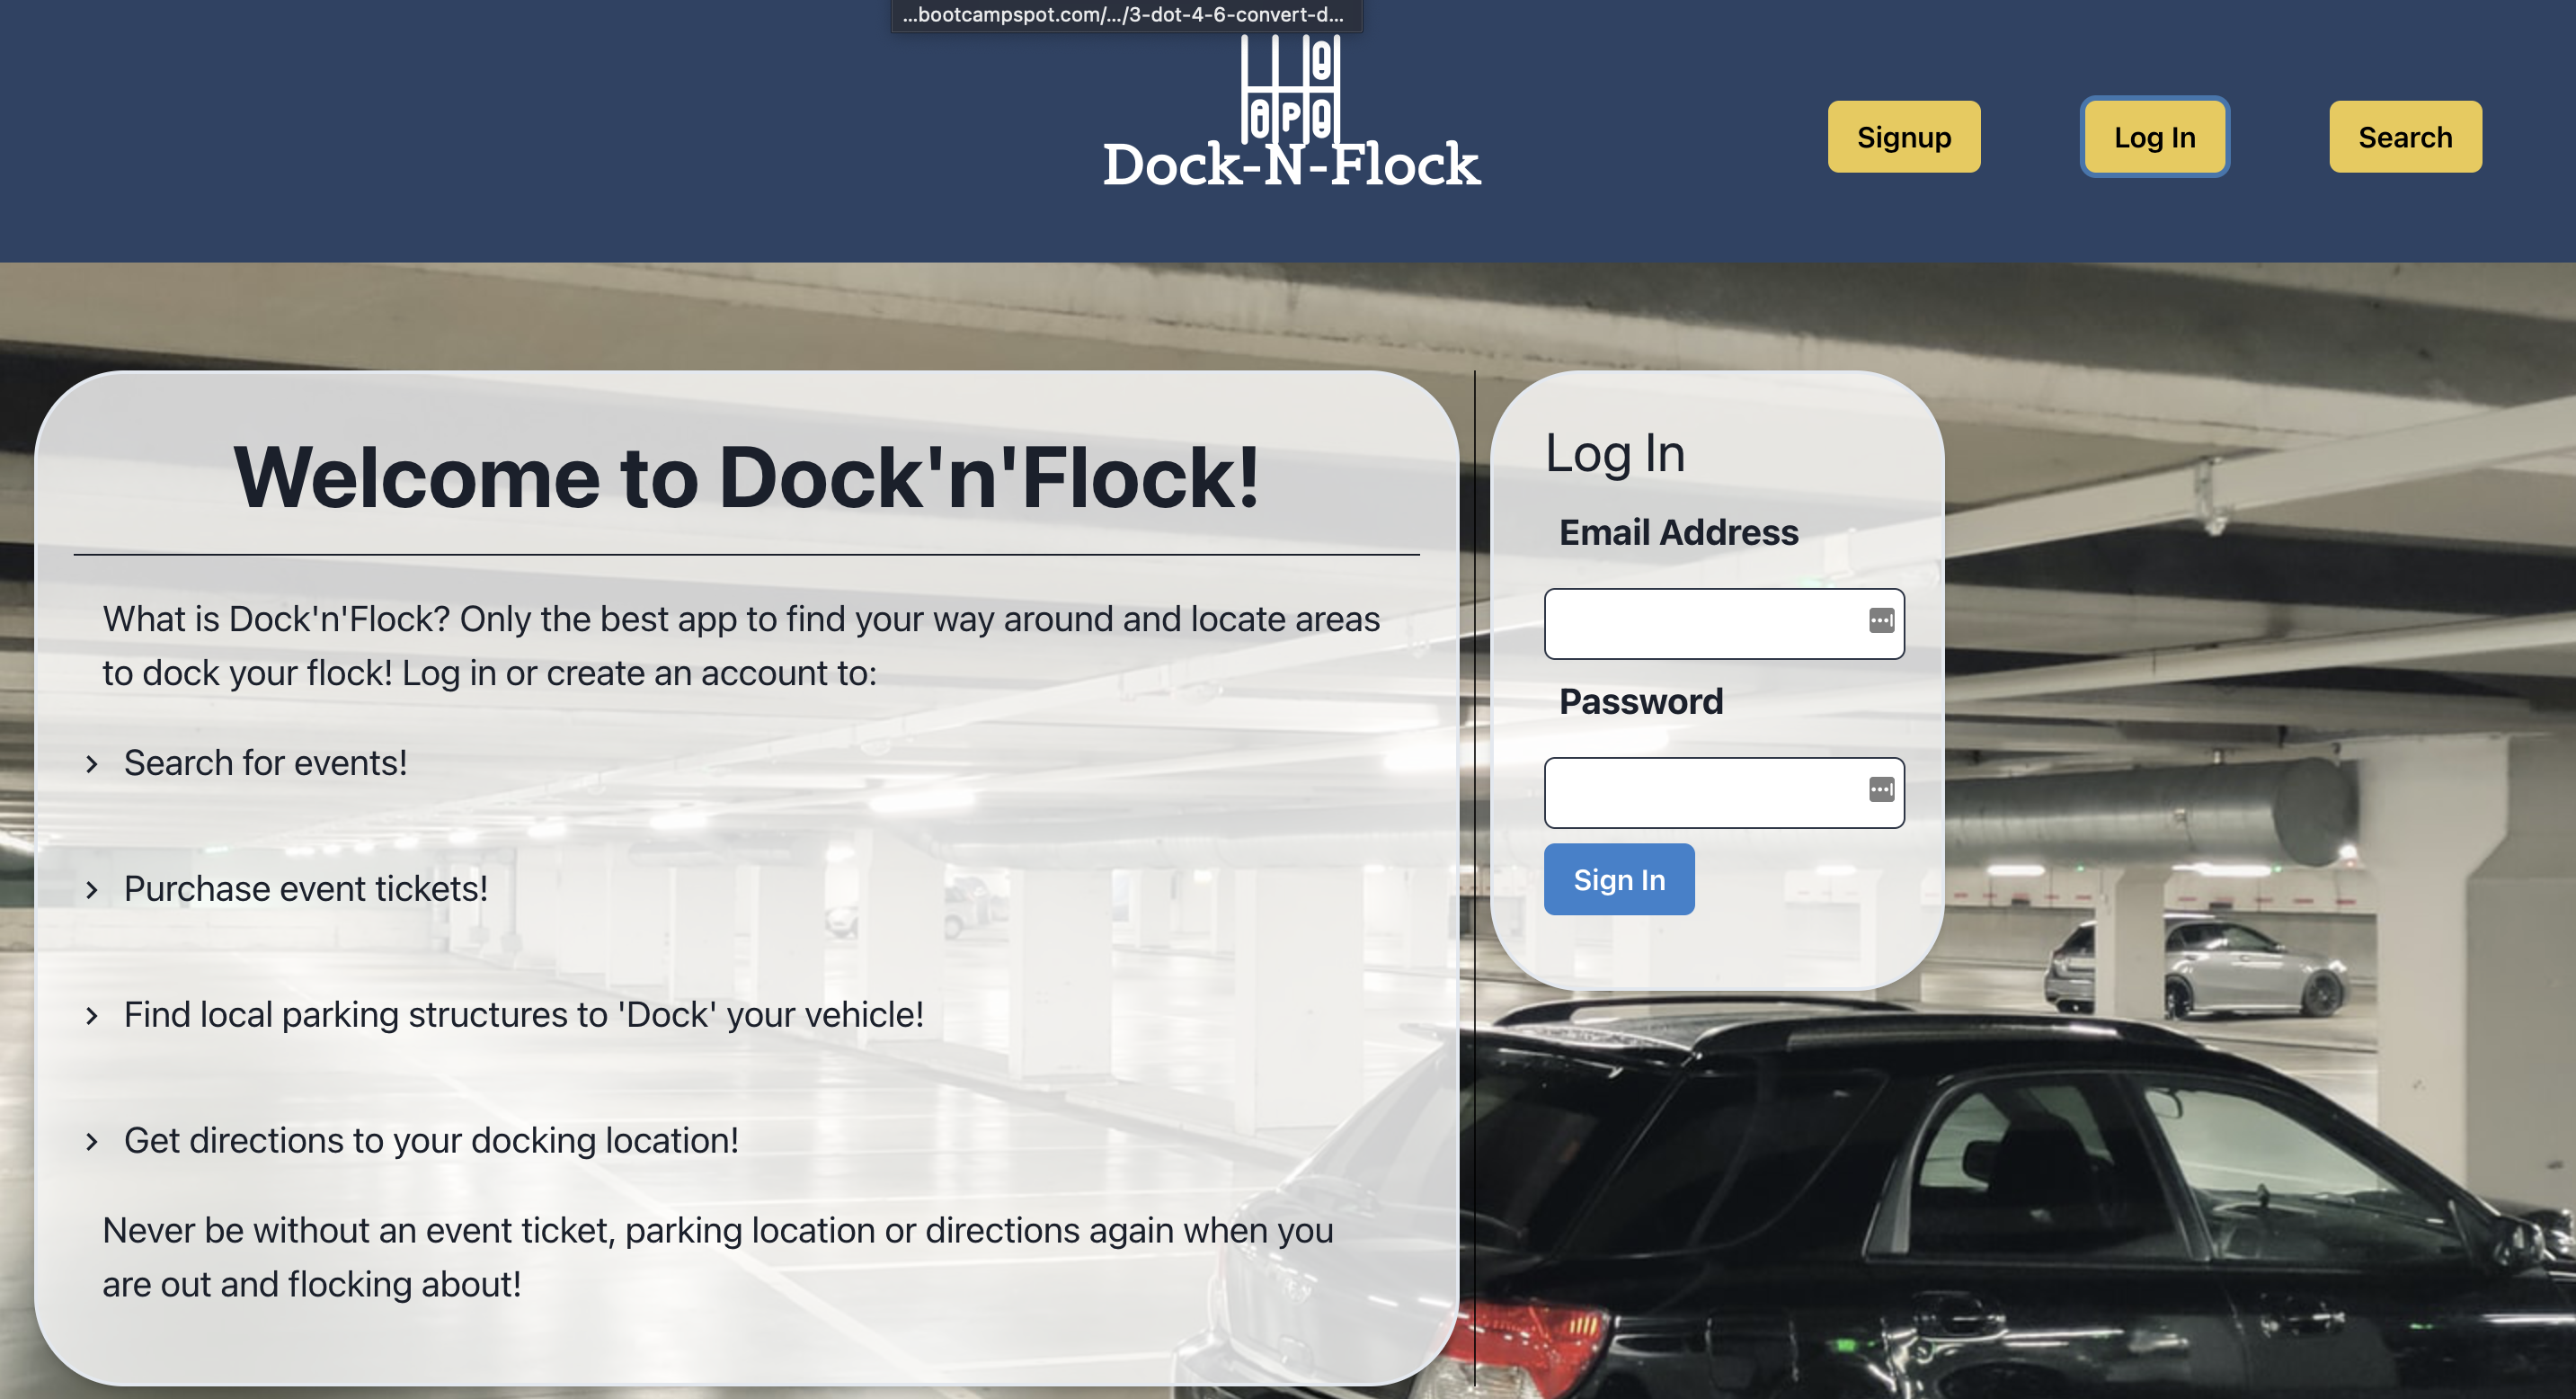 ...bootcampspot.com/.../3-dot-4-6-convert-d...
P
Dock-N-Flock
Signup
Log In
Search
Welcome to Dock'n'Flock!
What is Dock'n'Flock? Only the best app to find your way around and locate areas
to dock your flock! Log in or create an account to:
Search for events!
Purchase event tickets!
Find local parking structures to 'Dock' your vehicle!
Get directions to your docking location!
Never be without an event ticket, parking location or directions again when you
are out and flocking about!
Log In
Email Address
Password
Sign In